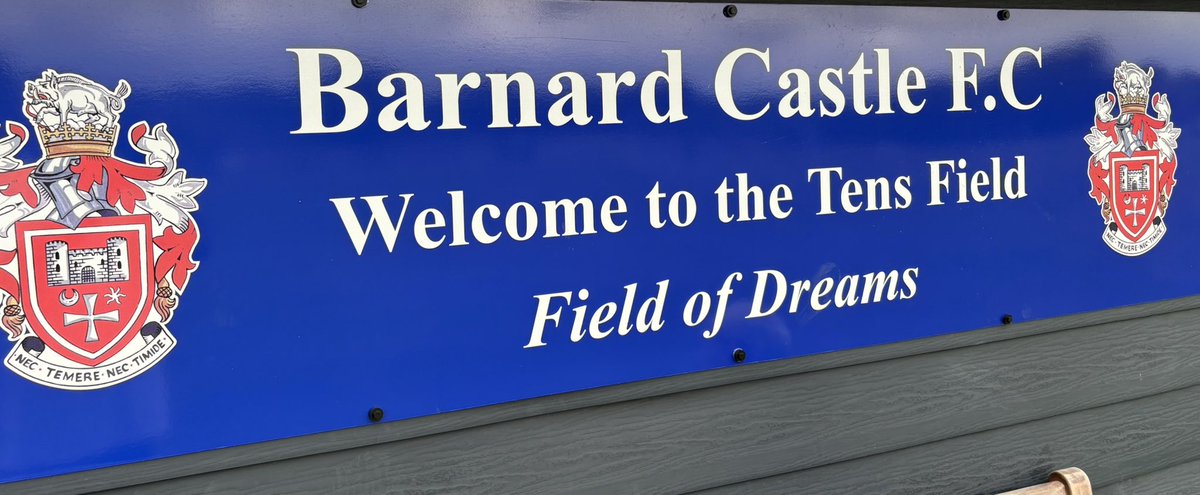 Barnard Castle F.C
Welcome to the Tens Field
Field of Dreams
NEC · TEMERE · NEC · TIMIDE
NEC · TEMERE · NEC · TIMIDE